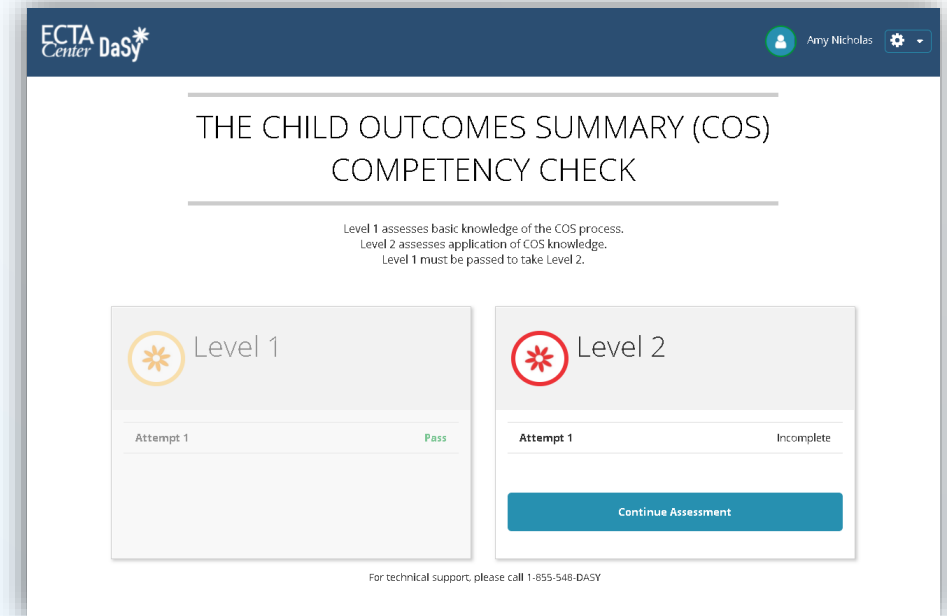 ECTA
Center DaSy
Amy Nicholas
THE CHILD OUTCOMES SUMMARY (COS)
COMPETENCY CHECK
Level 1 assesses basic knowledge of the COS process.
Level 2 assesses application of COS knowledge.
Level 1 must be passed to take Level 2.
Level 1
Attempt 1 Pass
Level 2
Attempt 1 Incomplete
Continue Assessment
For technical support, please call 1-855-548-DASY